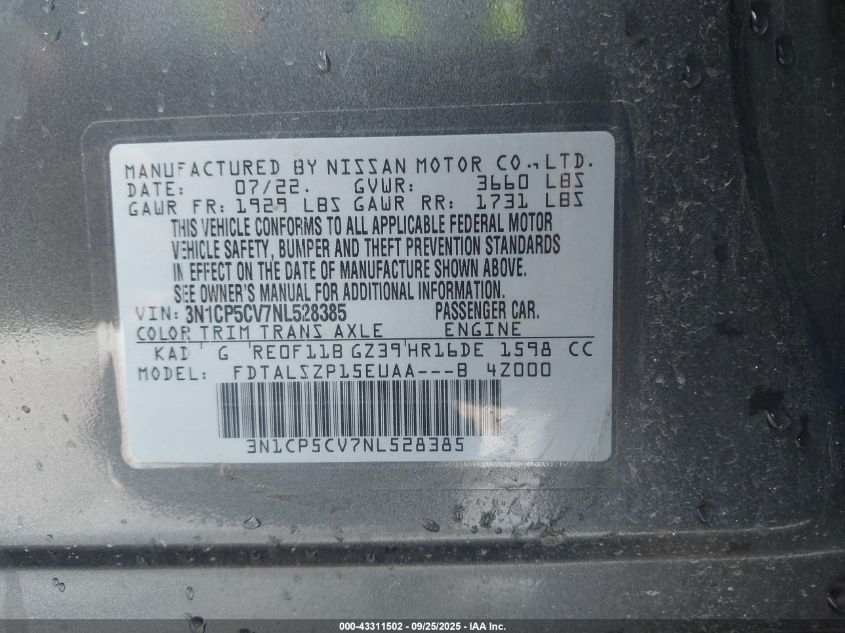 MANUFACTURED BY NISSAN MOTOR CO., LTD.
DATE: 07/22. GVWR: 3660 LBS
GAWR FR: 1929 LBS GAWR RR: 1731 LBS
THIS VEHICLE CONFORMS TO ALL APPLICABLE FEDERAL MOTOR
VEHICLE SAFETY, BUMPER AND THEFT PREVENTION STANDARDS
IN EFFECT ON THE DATE OF MANUFACTURE SHOWN ABOVE.
SEE OWNER'S MANUAL FOR ADDITIONAL INFORMATION.
VIN: 3N1CP5CV7NL528385 PASSENGER CAR.
COLOR TRIM TRANS AXLE ENGINE
KAD G RE0F11B GZ39 HR16DE 1598 CC
MODEL: FDTALSZP15EUAA---B 4Z000
3N1CP5CV7NL528385
000-43311502 - 09/25/2025 - IAA Inc.